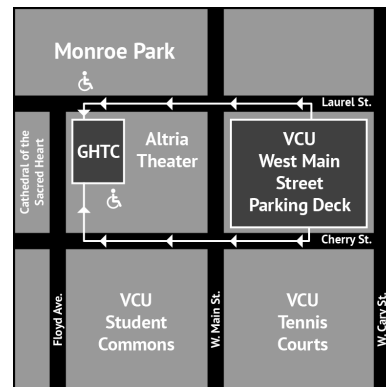 Monroe Park
Laurel St.
Cathedral of the
Sacred Heart
GHTC
Altria
Theater
VCU
West Main
Street
Parking Deck
Cherry St.
Floyd Ave.
VCU
Student
Commons
W. Main St.
VCU
Tennis
Courts
W. Cary St.